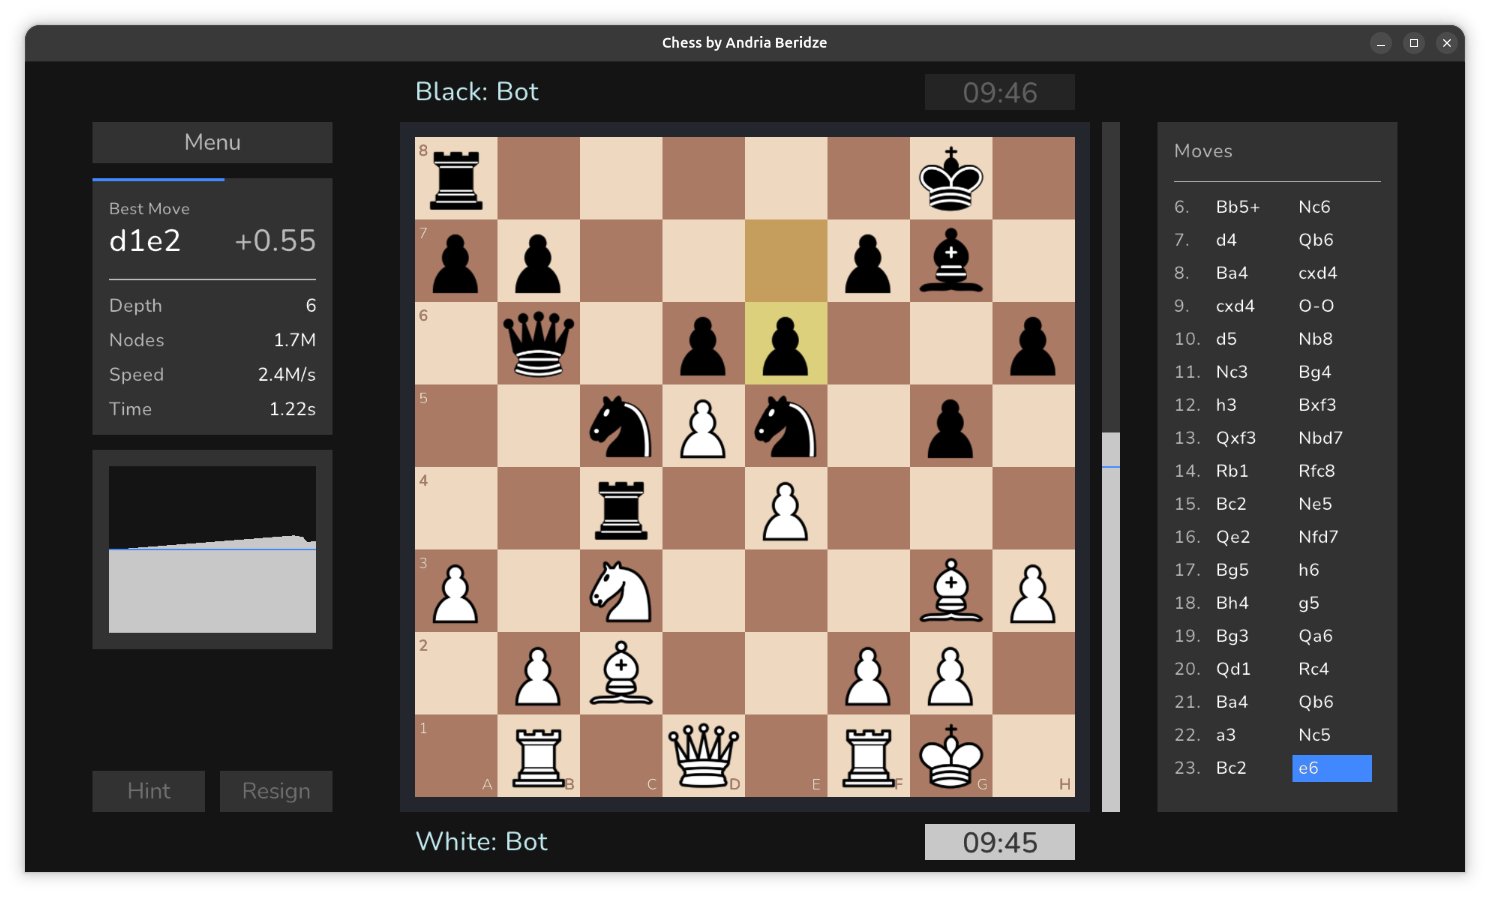 Chess by Andria Beridze
Black: Bot
09:46
Menu
Best Move
d1e2 +0.55
Depth 6
Nodes 1.7M
Speed 2.4M/s
Time 1.22s
Hint
Resign
8
7
6
5
4
3
2
1
A B C D E F G H
White: Bot
09:45
Moves
6. Bb5+ Nc6
7. d4 Qb6
8. Ba4 cxd4
9. cxd4 O-O
10. d5 Nb8
11. Nc3 Bg4
12. h3 Bxf3
13. Qxf3 Nbd7
14. Rb1 Rfc8
15. Bc2 Ne5
16. Qe2 Nfd7
17. Bg5 h6
18. Bh4 g5
19. Bg3 Qa6
20. Qd1 Rc4
21. Ba4 Qb6
22. a3 Nc5
23. Bc2 e6